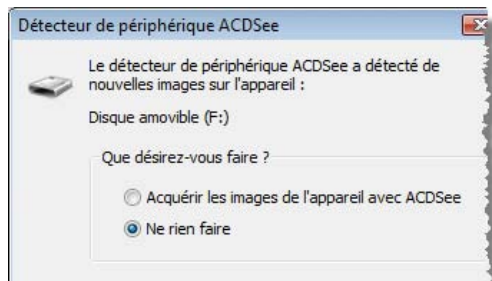 Détecteur de périphérique ACDSee
Le détecteur de périphérique ACDSee a détecté de
nouvelles images sur l'appareil :
Disque amovible (F:)
Que désirez-vous faire ?
Acquérir les images de l'appareil avec ACDSee
Ne rien faire